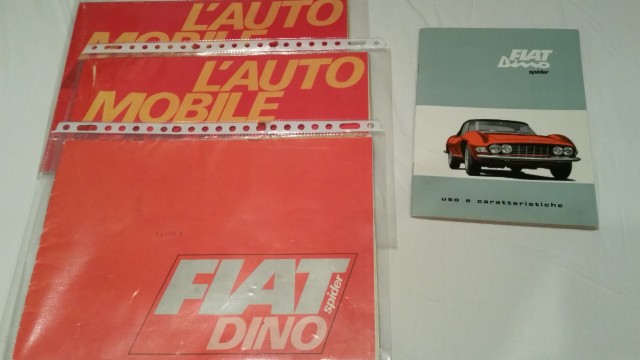 L'AUTO
MOBILE
L'AUTO
MOBILE
FIAT
DINO
spider
FIAT
Dino
spider
uso e caratteristiche